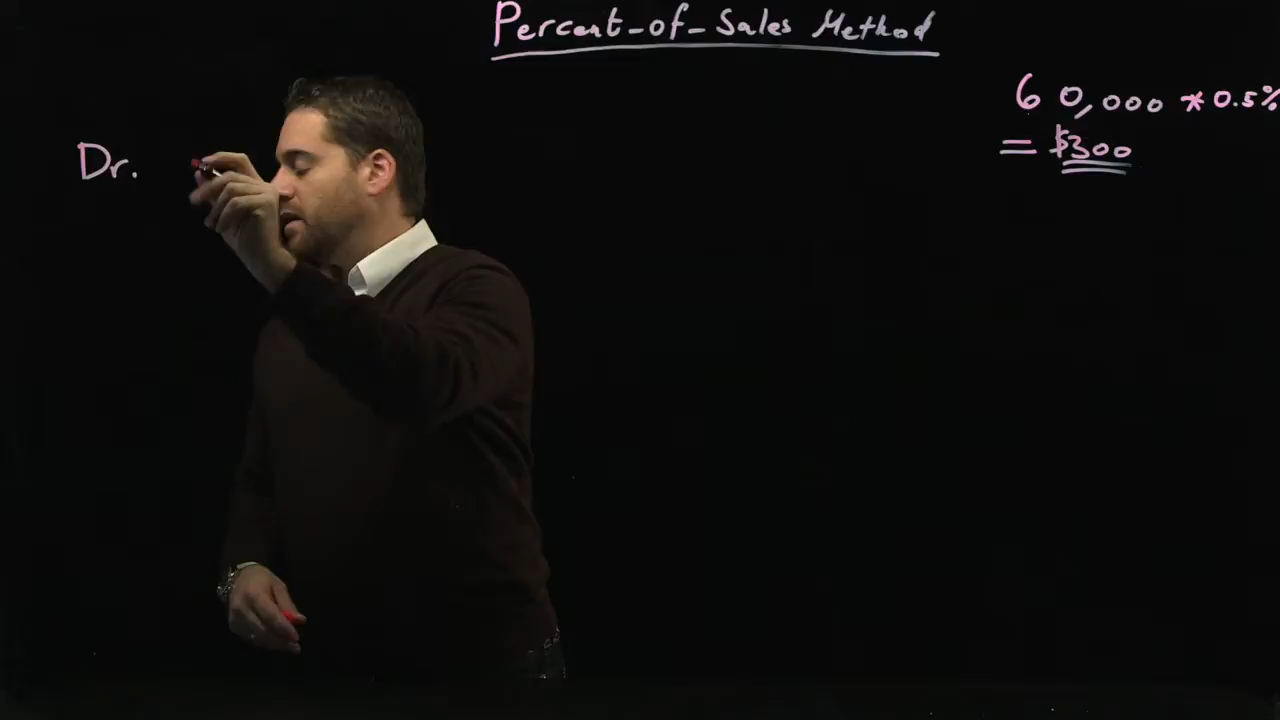 Percent-of-Sales Method
60,000 * 0.5%
= $300
Dr.